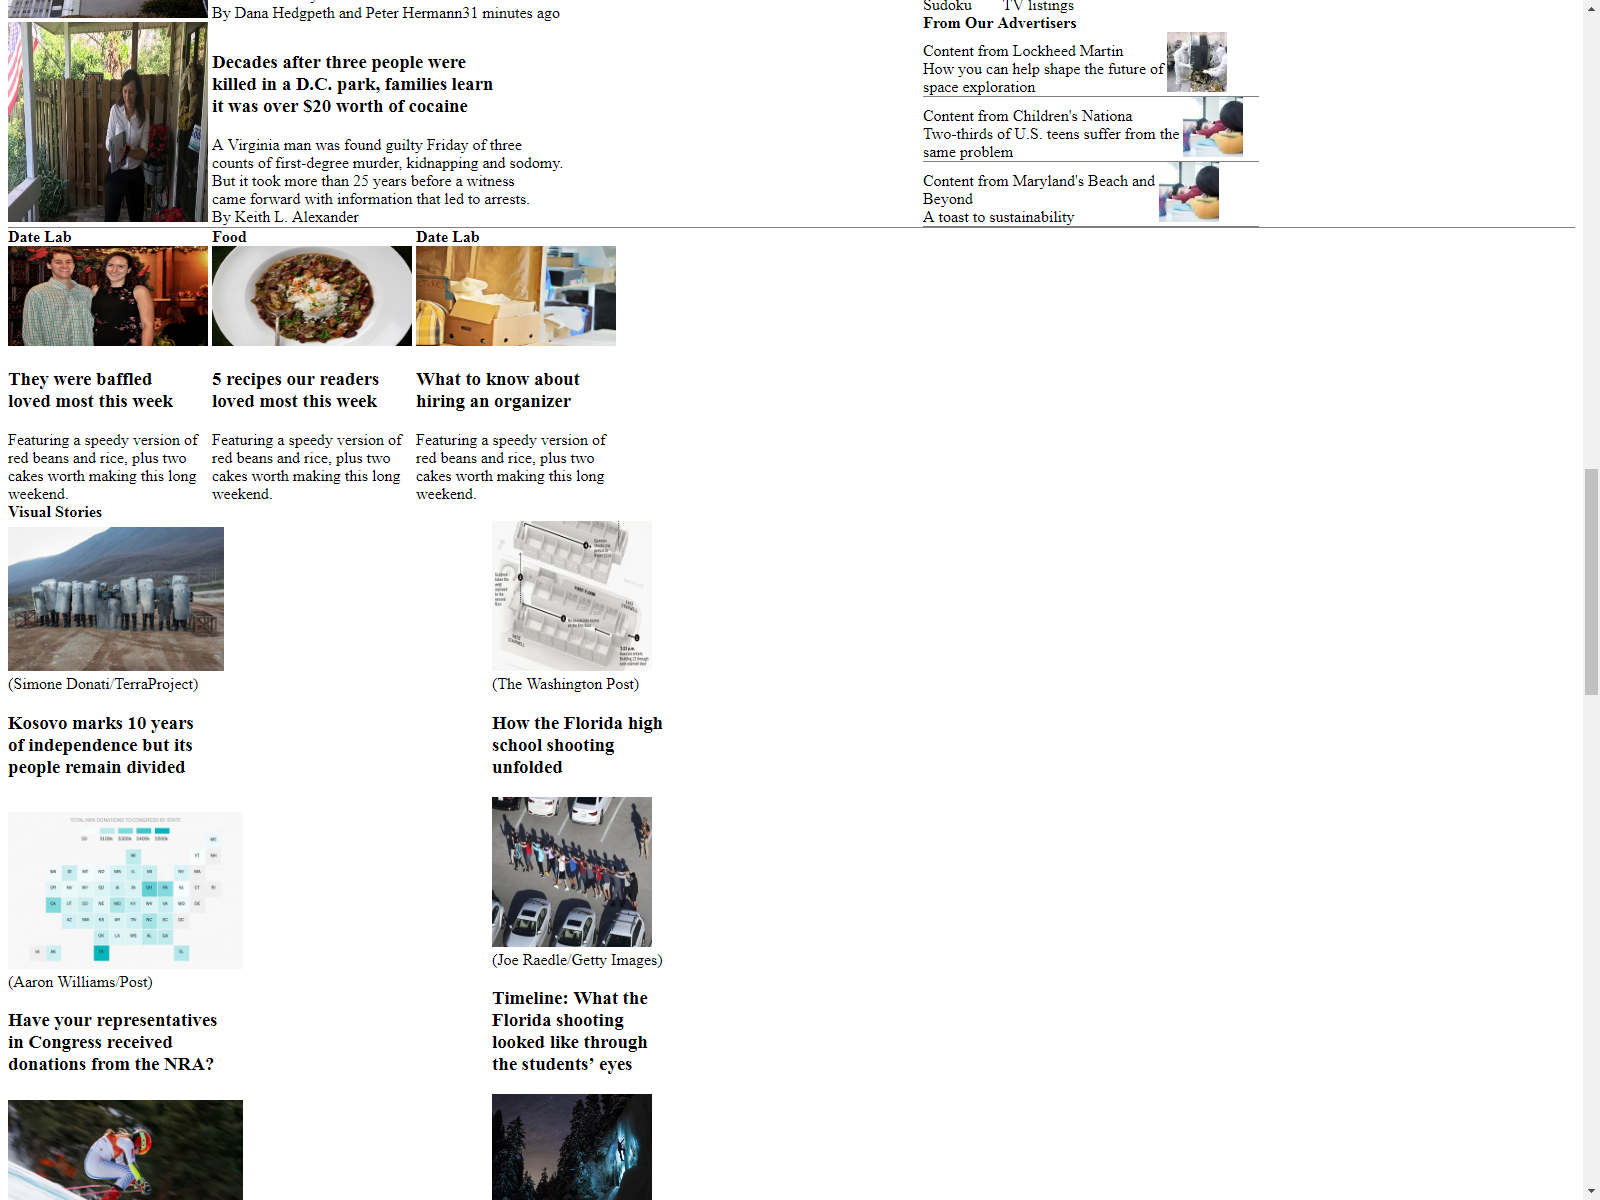 By Dana Hedgpeth and Peter Hermann31 minutes ago
Decades after three people were
killed in a D.C. park, families learn
it was over $20 worth of cocaine
A Virginia man was found guilty Friday of three
counts of first-degree murder, kidnapping and sodomy.
But it took more than 25 years before a witness
came forward with information that led to arrests.
By Keith L. Alexander
Sudoku TV listings
From Our Advertisers
Content from Lockheed Martin
How you can help shape the future of
space exploration
Content from Children's Nationa
Two-thirds of U.S. teens suffer from the
same problem
Content from Maryland's Beach and
Beyond
A toast to sustainability
Date Lab
They were baffled
loved most this week
Featuring a speedy version of
red beans and rice, plus two
cakes worth making this long
weekend.
Food
5 recipes our readers
loved most this week
Featuring a speedy version of
red beans and rice, plus two
cakes worth making this long
weekend.
Date Lab
What to know about
hiring an organizer
Featuring a speedy version of
red beans and rice, plus two
cakes worth making this long
weekend.
Visual Stories
(Simone Donati/TerraProject)
Kosovo marks 10 years
of independence but its
people remain divided
TOTAL NRA DONATIONS TO CONGRESS BY STATE
(Aaron Williams/Post)
Have your representatives
in Congress received
donations from the NRA?
FIRST FLOOR
(The Washington Post)
How the Florida high
school shooting
unfolded
(Joe Raedle/Getty Images)
Timeline: What the
Florida shooting
looked like through
the students’ eyes